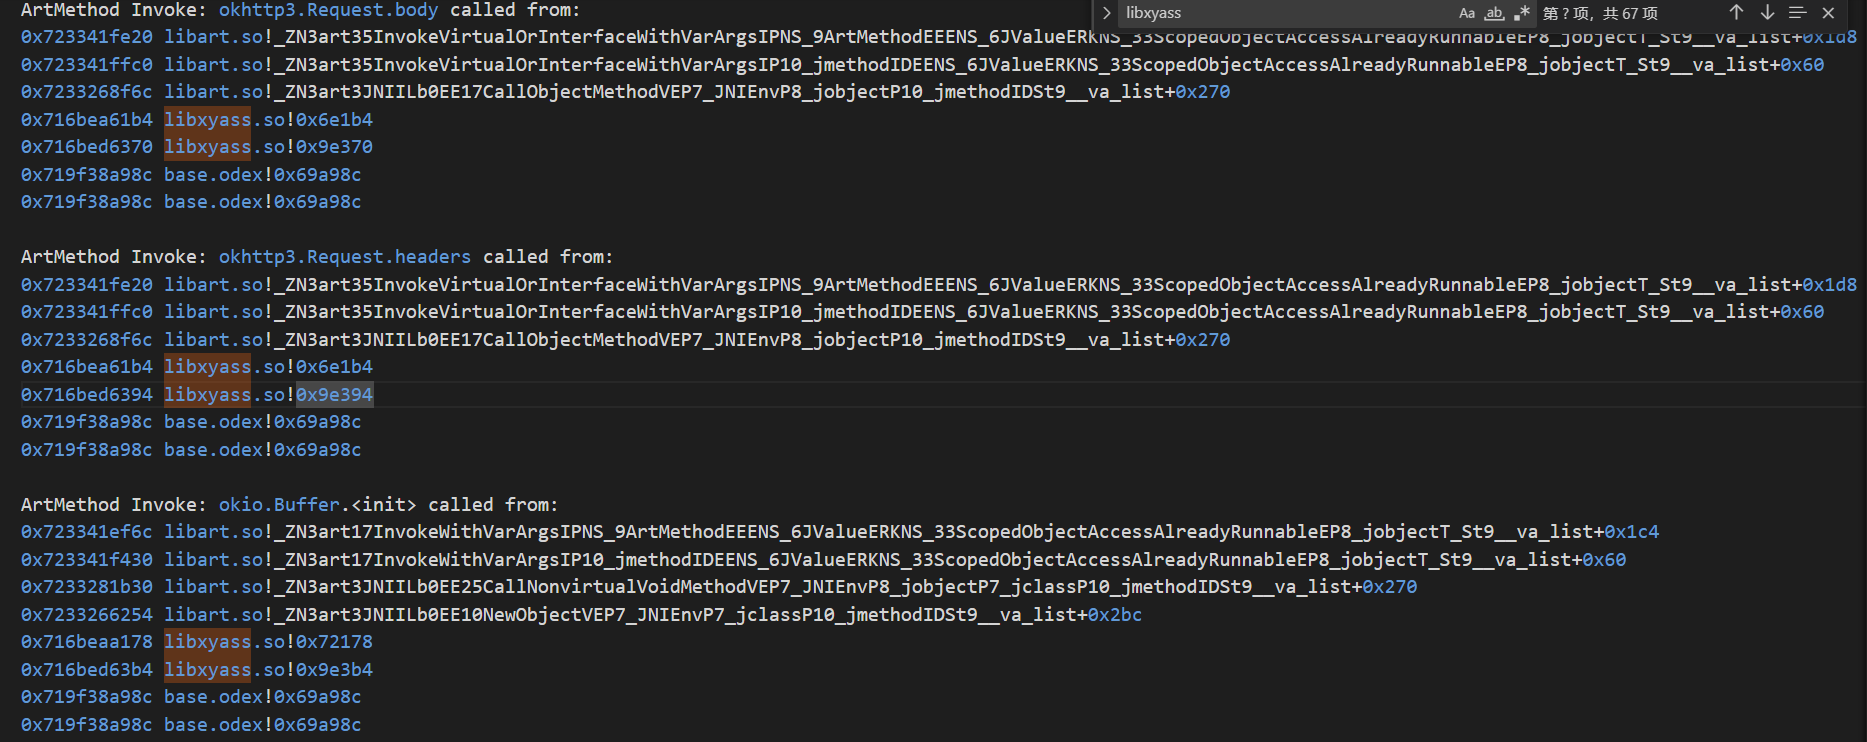 ArtMethod Invoke: okhttp3.Request.body called from:
libxyass
Aa ab .* 第 ? 项, 共 67 项
0x723341fe20 libart.so!_ZN3art35InvokeVirtualOrInterfaceWithVarArgsIPNS_9ArtMethodEEENS_6JValueERKNS_33ScopedObjectAccessAlreadyRunnableEP8_jobjectT_St9__va_list+0x1d8
0x723341ffc0 libart.so!_ZN3art35InvokeVirtualOrInterfaceWithVarArgsIP10_jmethodIDEENS_6JValueERKNS_33ScopedObjectAccessAlreadyRunnableEP8_jobjectT_St9__va_list+0x60
0x7233268f6c libart.so!_ZN3art3JNIILb0EE17CallObjectMethodVEP7_JNIEnvP8_jobjectP10_jmethodIDSt9__va_list+0x270
0x716bea61b4 libxyass.so!0x6e1b4
0x716bed6370 libxyass.so!0x9e370
0x719f38a98c base.odex!0x69a98c
0x719f38a98c base.odex!0x69a98c
ArtMethod Invoke: okhttp3.Request.headers called from:
0x723341fe20 libart.so!_ZN3art35InvokeVirtualOrInterfaceWithVarArgsIPNS_9ArtMethodEEENS_6JValueERKNS_33ScopedObjectAccessAlreadyRunnableEP8_jobjectT_St9__va_list+0x1d8
0x723341ffc0 libart.so!_ZN3art35InvokeVirtualOrInterfaceWithVarArgsIP10_jmethodIDEENS_6JValueERKNS_33ScopedObjectAccessAlreadyRunnableEP8_jobjectT_St9__va_list+0x60
0x7233268f6c libart.so!_ZN3art3JNIILb0EE17CallObjectMethodVEP7_JNIEnvP8_jobjectP10_jmethodIDSt9__va_list+0x270
0x716bea61b4 libxyass.so!0x6e1b4
0x716bed6394 libxyass.so!0x9e394
0x719f38a98c base.odex!0x69a98c
0x719f38a98c base.odex!0x69a98c
ArtMethod Invoke: okio.Buffer.<init> called from:
0x723341ef6c libart.so!_ZN3art17InvokeWithVarArgsIPNS_9ArtMethodEEENS_6JValueERKNS_33ScopedObjectAccessAlreadyRunnableEP8_jobjectT_St9__va_list+0x1c4
0x723341f430 libart.so!_ZN3art17InvokeWithVarArgsIP10_jmethodIDEENS_6JValueERKNS_33ScopedObjectAccessAlreadyRunnableEP8_jobjectT_St9__va_list+0x60
0x7233281b30 libart.so!_ZN3art3JNIILb0EE25CallNonvirtualVoidMethodVEP7_JNIEnvP8_jobjectP7_jclassP10_jmethodIDSt9__va_list+0x270
0x7233266254 libart.so!_ZN3art3JNIILb0EE10NewObjectVEP7_JNIEnvP7_jclassP10_jmethodIDSt9__va_list+0x2bc
0x716beaa178 libxyass.so!0x72178
0x716bed63b4 libxyass.so!0x9e3b4
0x719f38a98c base.odex!0x69a98c
0x719f38a98c base.odex!0x69a98c